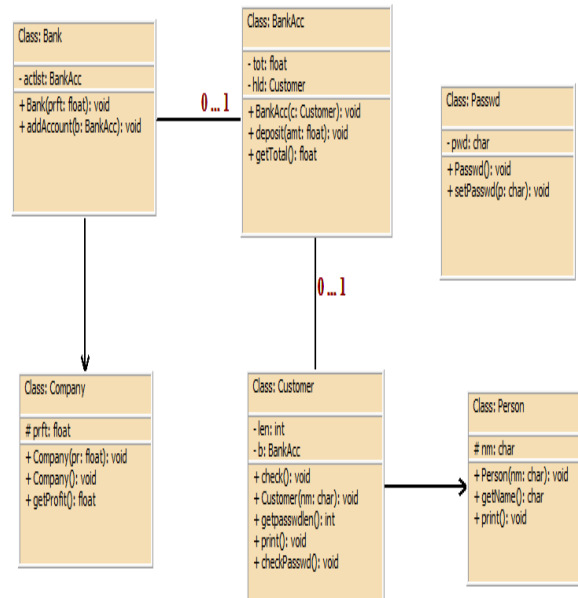 Class: Bank
- actlst: BankAcc
+ Bank(prft: float): void
+ addAccount(b: BankAcc): void
0 ... 1
Class: BankAcc
- tot: float
- hld: Customer
+ BankAcc(c: Customer): void
+ deposit(amt: float): void
+ getTotal(): float
Class: Passwd
- pwd: char
+ Passwd(): void
+ setPasswd(p: char): void
0 ... 1
Class: Company
# prft: float
+ Company(pr: float): void
+ Company(): void
+ getProfit(): float
Class: Customer
- len: int
- b: BankAcc
+ check(): void
+ Customer(nm: char): void
+ getpasswdlen(): int
+ print(): void
+ checkPasswd(): void
Class: Person
# nm: char
+ Person(nm: char): void
+ getName(): char
+ print(): void